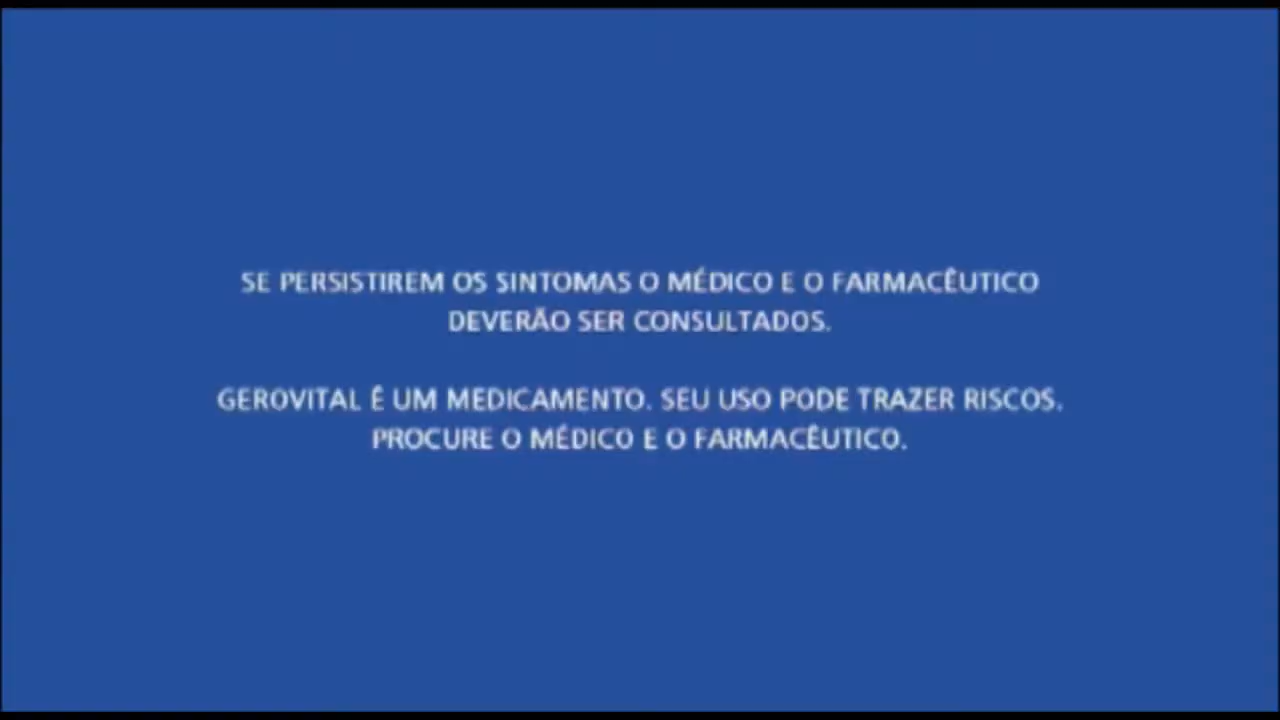 SE PERSISTIREM OS SINTOMAS O MÉDICO E O FARMACÊUTICO
DEVERÃO SER CONSULTADOS.
GEROVITAL É UM MEDICAMENTO. SEU USO PODE TRAZER RISCOS.
PROCURE O MÉDICO E O FARMACÊUTICO.